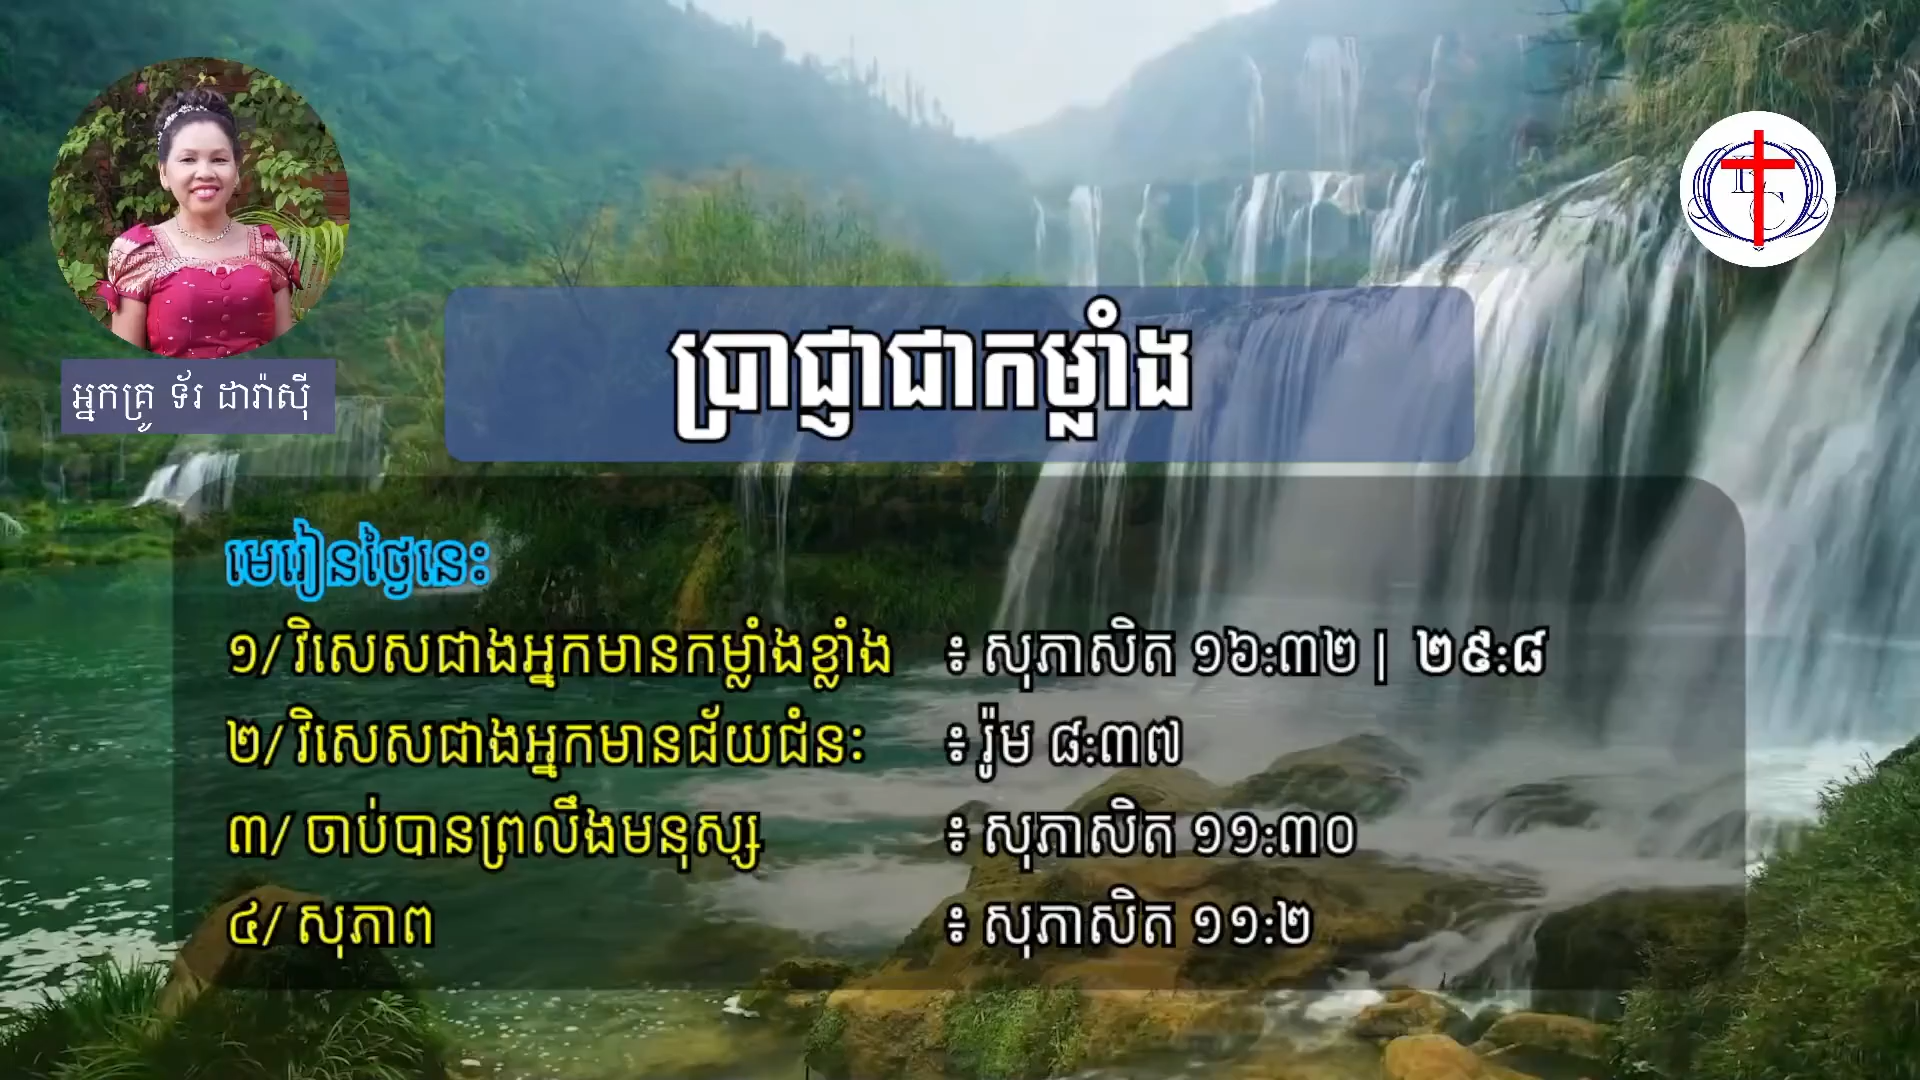 អ្នកគ្រូ ទ័រ ដារ៉ាស៊ី
ប្រាជ្ញាជាកម្លាំង
មេរៀនថ្ងៃនេះ
១/ វិសេសជាងអ្នកមានកម្លាំងខ្លាំង ៖ សុភាសិត ១៦:៣២ | ២៩:៨
២/ វិសេសជាងអ្នកមានជ័យជំនះ ៖ រ៉ូម ៨:៣៧
៣/ ចាប់បានព្រលឹងមនុស្ស ៖ សុភាសិត ១១:៣០
៤/ សុភាព ៖ សុភាសិត ១១:២